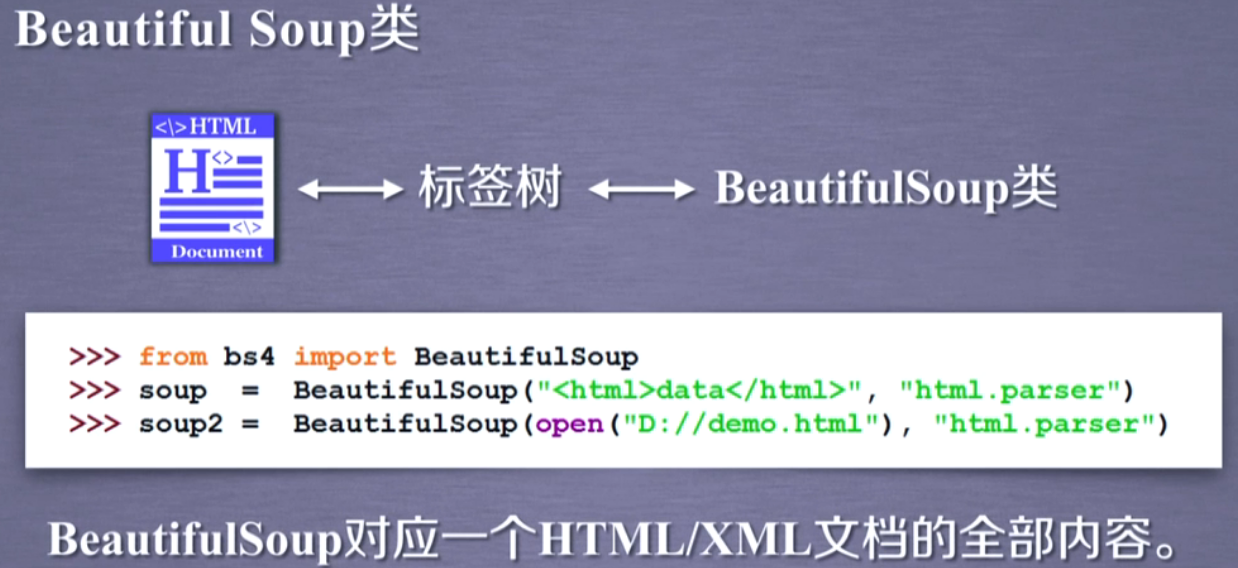 Beautiful Soup类
<\>HTML
H<>
<\>
Document
标签树
BeautifulSoup类
>>> from bs4 import BeautifulSoup
>>> soup  =  BeautifulSoup("<html>data</html>", "html.parser")
>>> soup2 =  BeautifulSoup(open("D://demo.html"), "html.parser")
BeautifulSoup对应一个HTML/XML文档的全部内容。